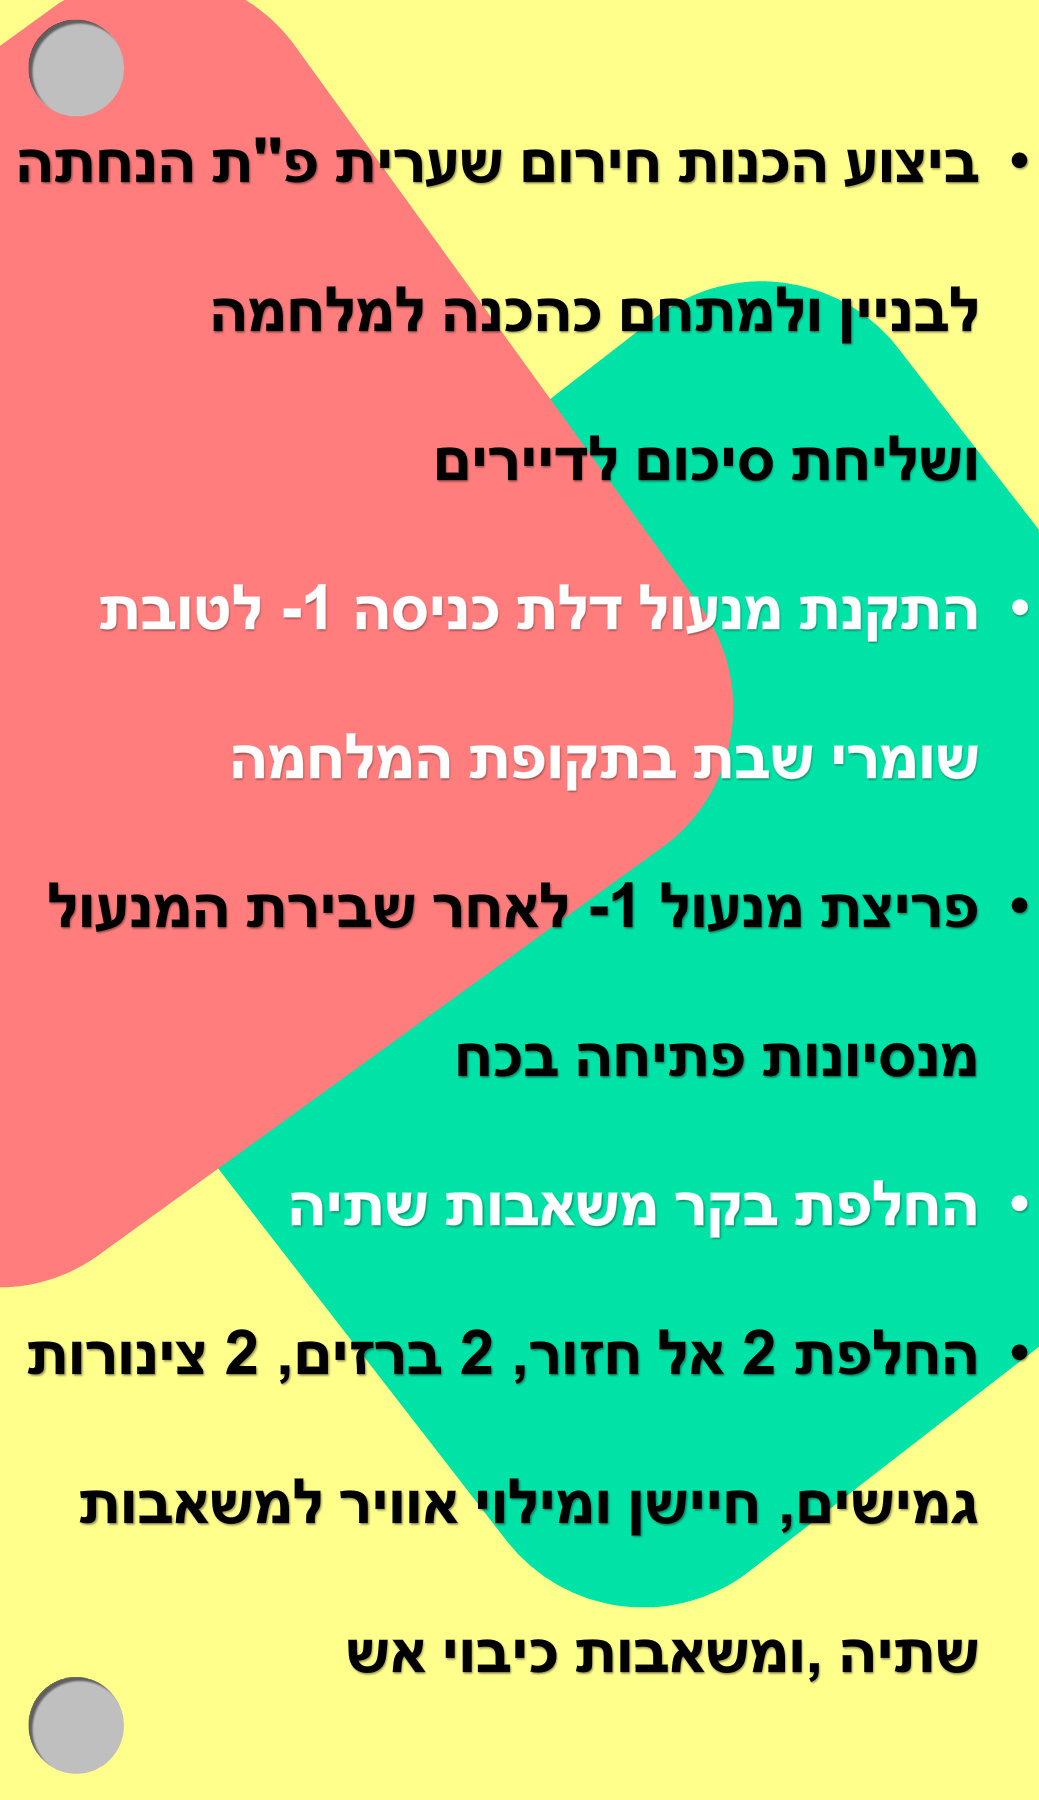 • ביצוע הכנות חירום שערית פ"ת הנחתה
לבניין ולמתחם כהכנה למלחמה
ושליחת סיכום לדיירים
• התקנת מנעול דלת כניסה 1- לטובת
שומרי שבת בתקופת המלחמה
• פריצת מנעול 1- לאחר שבירת המנעול
מנסיונות פתיחה בכח
• החלפת בקר משאבות שתיה
• החלפת 2 אל חזור, 2 ברזים, 2 צינורות
גמישים, חיישן ומילוי אוויר למשאבות
שתיה ,ומשאבות כיבוי אש